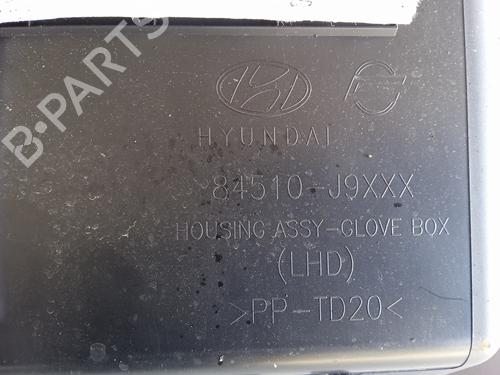 B-PARTS
HYUNDAI
84510-J9XXX
HOUSING ASSY-GLOVE BOX
(LHD)
>PP-TD20<